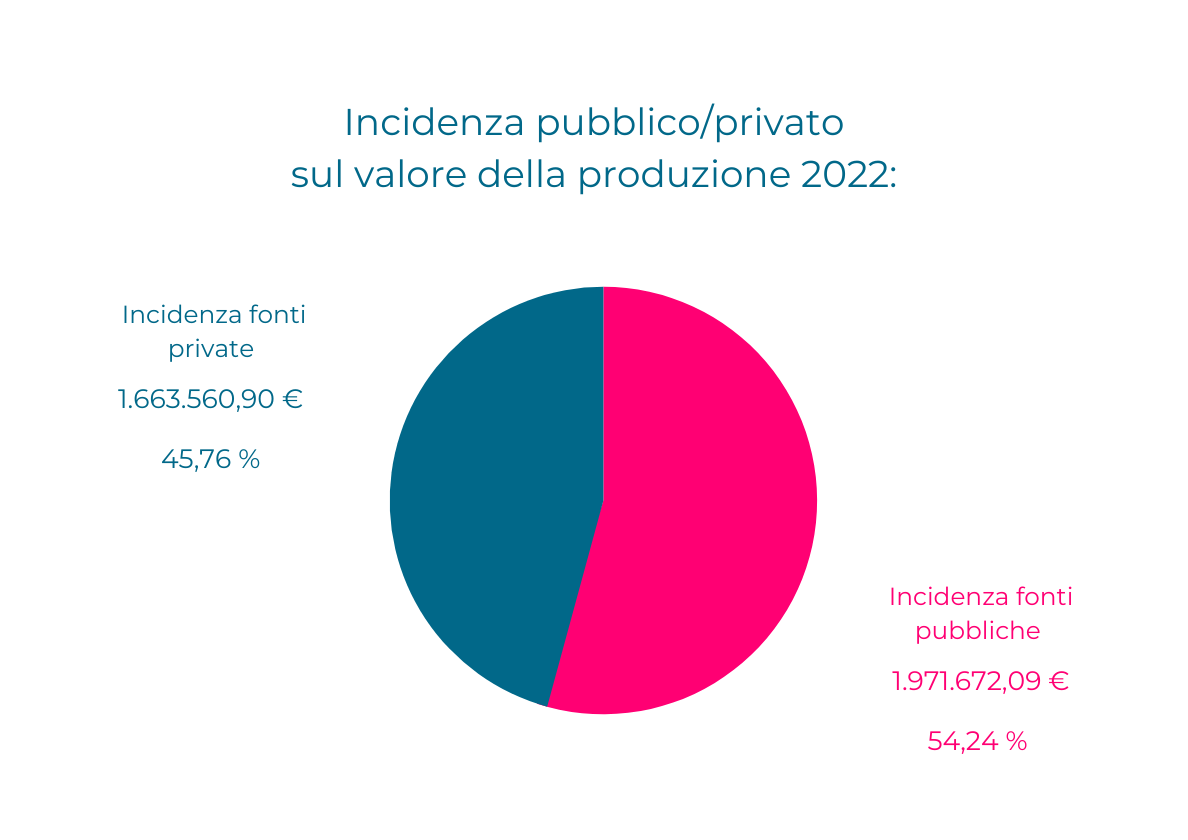 Incidenza pubblico/privato
sul valore della produzione 2022:
Incidenza fonti
private
1.663.560,90 €
45,76 %
Incidenza fonti
pubbliche
1.971.672,09 €
54,24 %